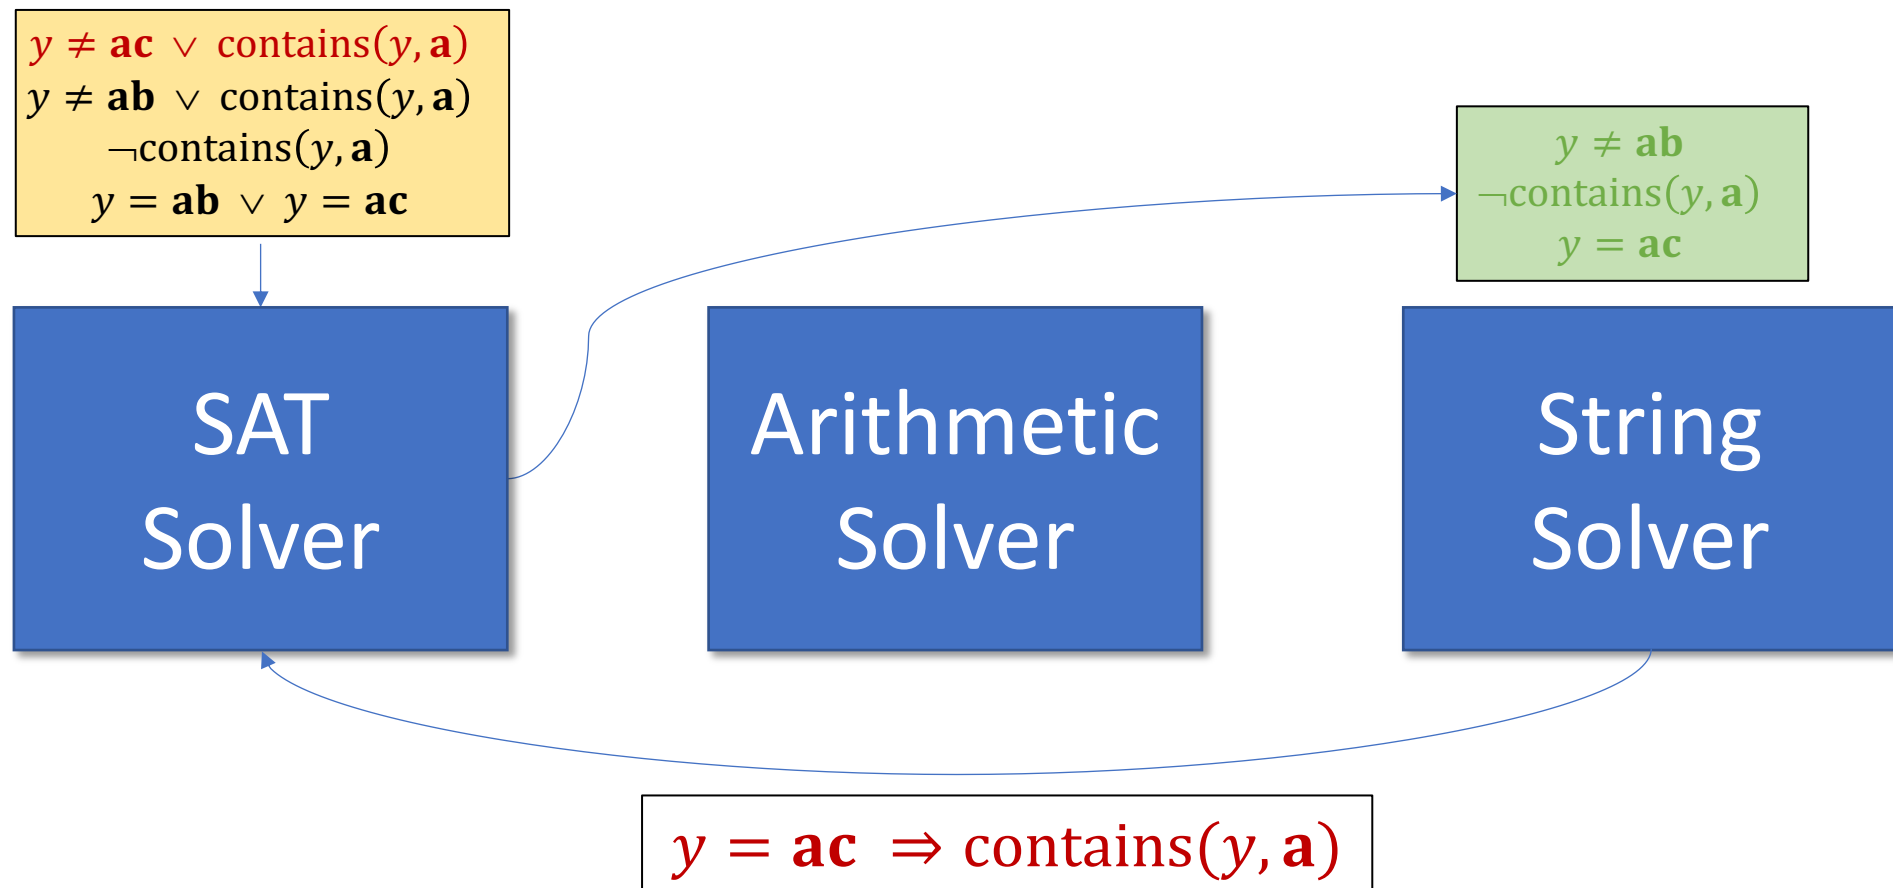 y ≠ ac ∨ contains(y, a)
y ≠ ab ∨ contains(y, a)
¬contains(y, a)
y = ab ∨ y = ac
y ≠ ab
¬contains(y, a)
y = ac
SAT
Solver
Arithmetic
Solver
String
Solver
y = ac ⇒ contains(y, a)